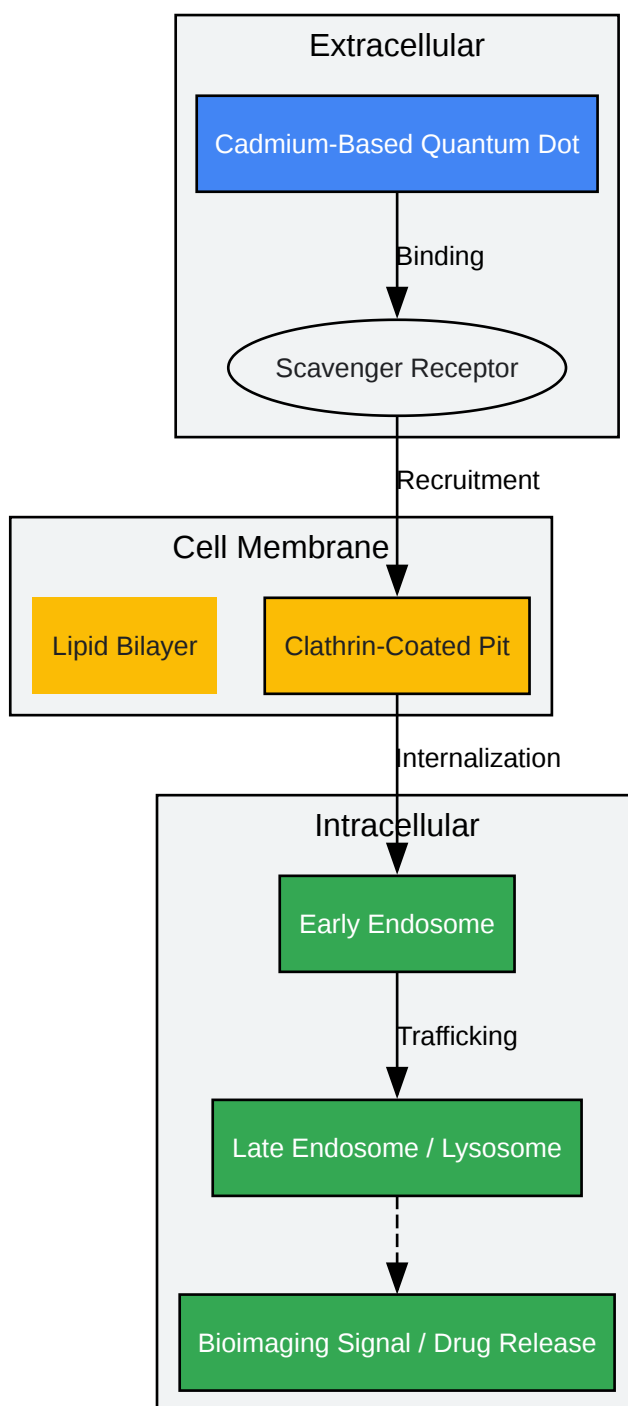 Extracellular
Cadmium-Based Quantum Dot
Binding
Scavenger Receptor
Recruitment
Cell Membrane
Lipid Bilayer
Clathrin-Coated Pit
Internalization
Intracellular
Early Endosome
Trafficking
Late Endosome / Lysosome
Bioimaging Signal / Drug Release